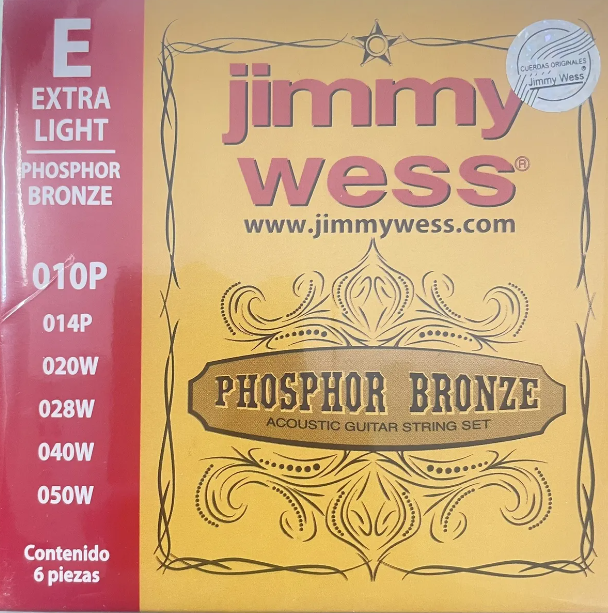 E
EXTRA
LIGHT
PHOSPHOR
BRONZE
010P
014P
020W
028W
040W
050W
Contenido
6 piezas
jimmy
wess®
www.jimmywess.com
CUERDAS ORIGINALES
Jimmy Wess®
PHOSPHOR BRONZE
ACOUSTIC GUITAR STRING SET